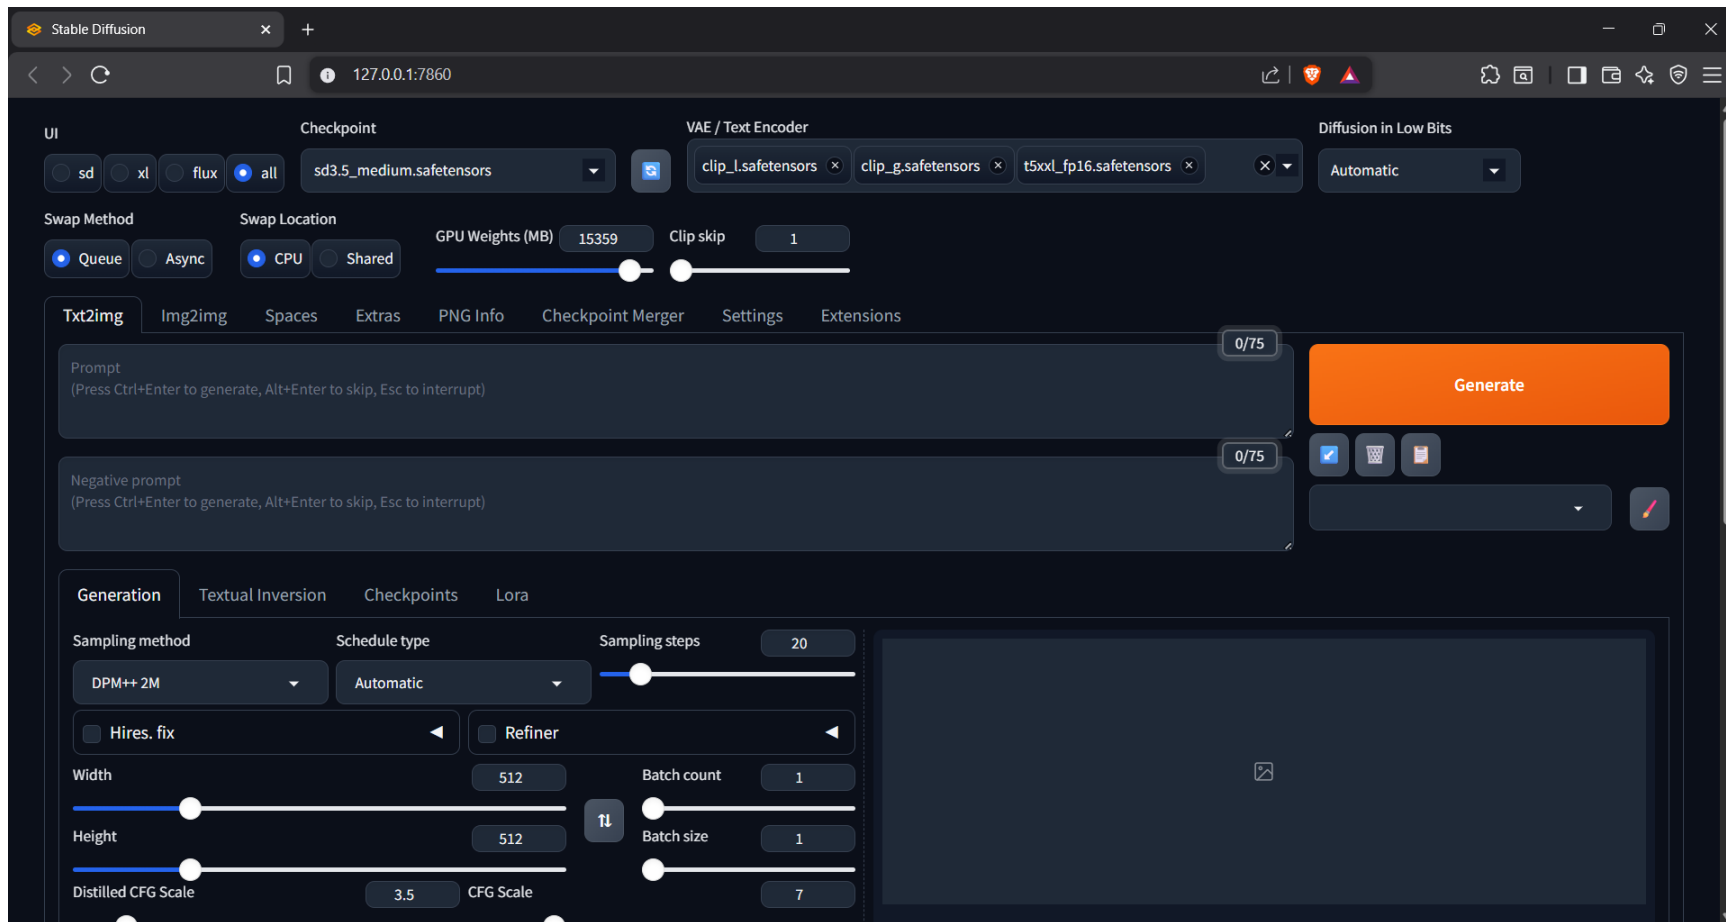 Stable Diffusion
127.0.0.1:7860
UI
sd
xl
flux
all
Checkpoint
sd3.5_medium.safetensors
VAE / Text Encoder
clip_l.safetensors
clip_g.safetensors
t5xxl_fp16.safetensors
Diffusion in Low Bits
Automatic
Swap Method
Queue
Async
Swap Location
CPU
Shared
GPU Weights (MB)
15359
Clip skip
1
Txt2img
Img2img
Spaces
Extras
PNG Info
Checkpoint Merger
Settings
Extensions
0/75
Prompt
(Press Ctrl+Enter to generate, Alt+Enter to skip, Esc to interrupt)
Generate
0/75
Negative prompt
(Press Ctrl+Enter to generate, Alt+Enter to skip, Esc to interrupt)
Generation
Textual Inversion
Checkpoints
Lora
Sampling method
DPM++ 2M
Schedule type
Automatic
Sampling steps
20
Hires. fix
Refiner
Width
512
Batch count
1
Height
512
Batch size
1
Distilled CFG Scale
3.5
CFG Scale
7